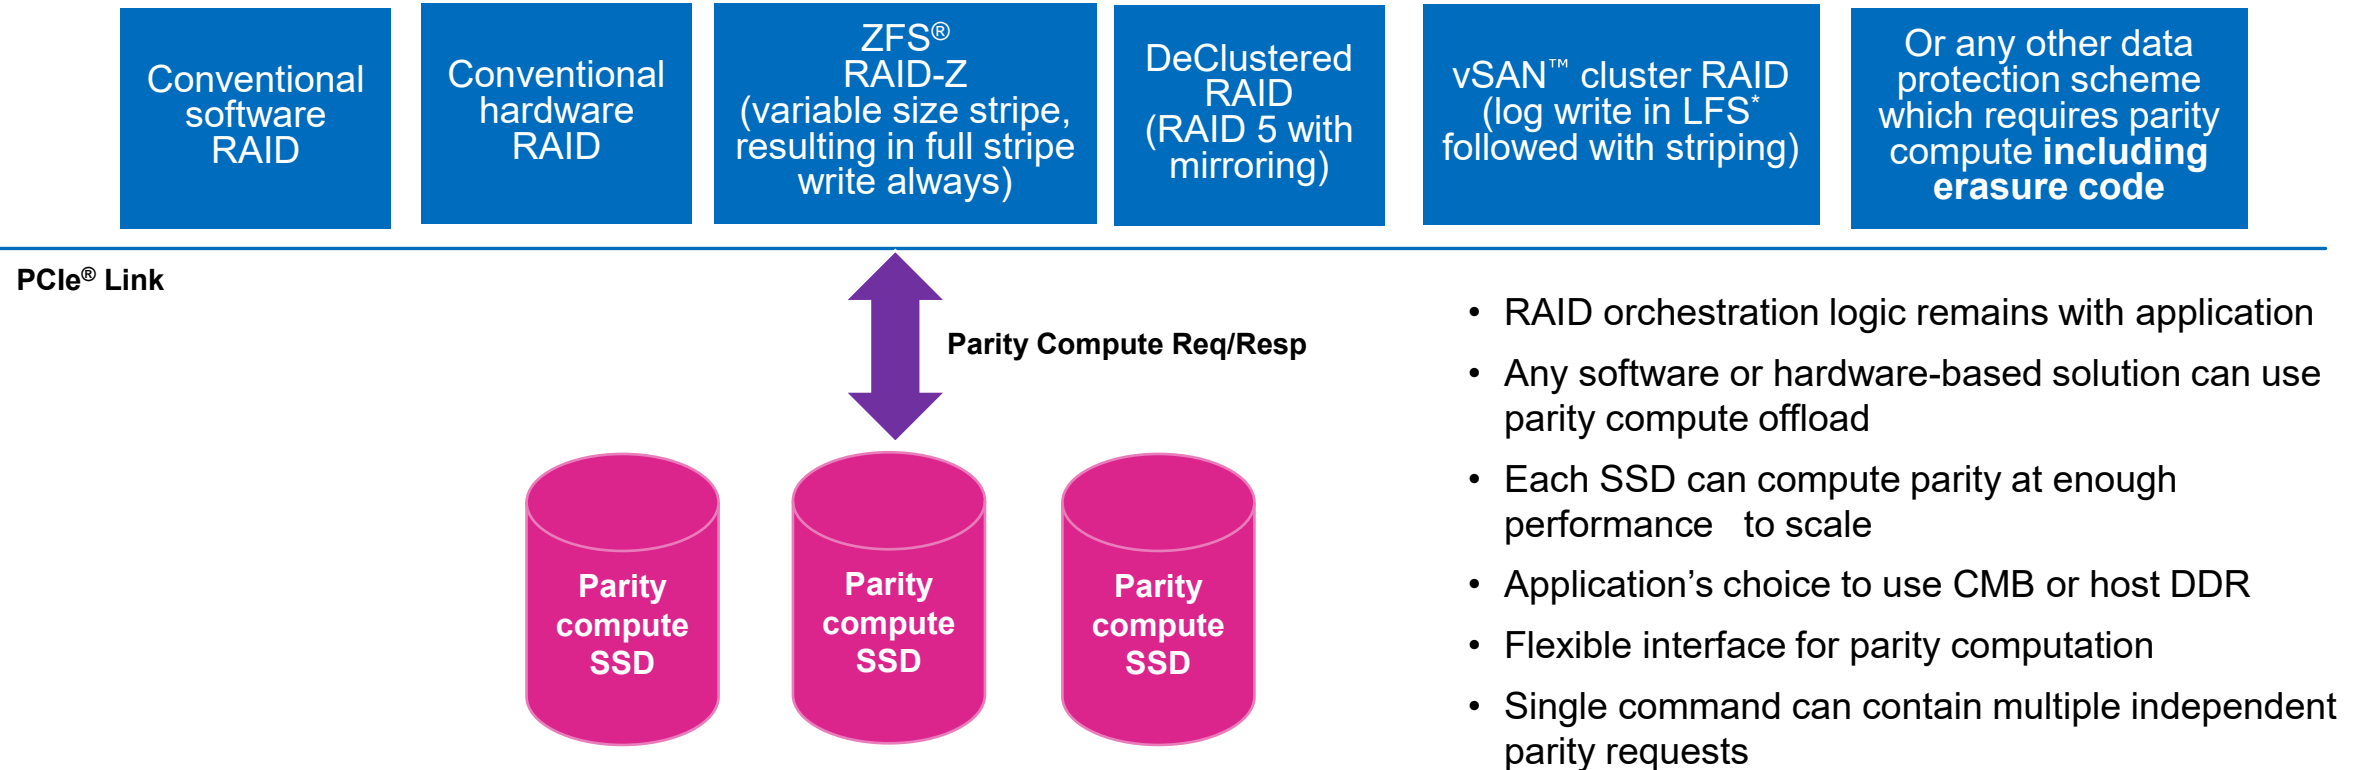 Conventional
software
RAID
Conventional
hardware
RAID
ZFS®
RAID-Z
(variable size stripe,
resulting in full stripe
write always)
DeClustered
RAID
(RAID 5 with
mirroring)
vSAN™ cluster RAID
(log write in LFS*
followed with striping)
Or any other data
protection scheme
which requires parity
compute including
erasure code
PCIe® Link
Parity Compute Req/Resp
Parity
compute
SSD
Parity
compute
SSD
Parity
compute
SSD
• RAID orchestration logic remains with application
• Any software or hardware-based solution can use
parity compute offload
• Each SSD can compute parity at enough
performance   to scale
• Application’s choice to use CMB or host DDR
• Flexible interface for parity computation
• Single command can contain multiple independent
parity requests